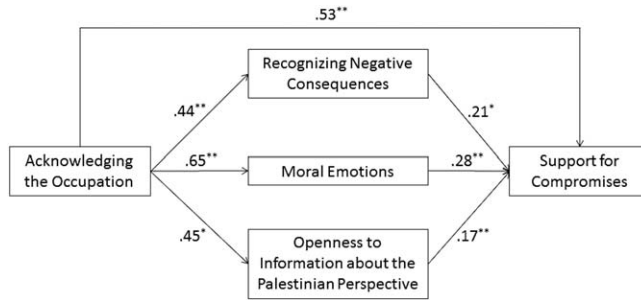 .53**
Recognizing Negative
Consequences
.44**
.21*
Acknowledging
the Occupation
.65**
Moral Emotions
.28**
Support for
Compromises
.45*
.17**
Openness to
Information about the
Palestinian Perspective